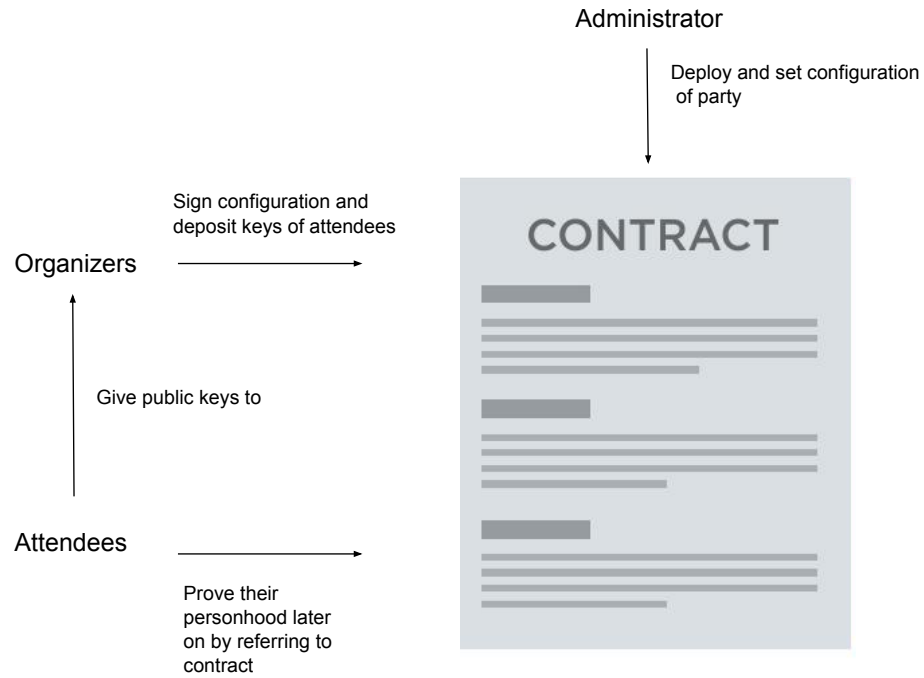 Administrator
Deploy and set configuration
of party
Sign configuration and
deposit keys of attendees
CONTRACT
Organizers
Give public keys to
Attendees
Prove their
personhood later
on by referring to
contract